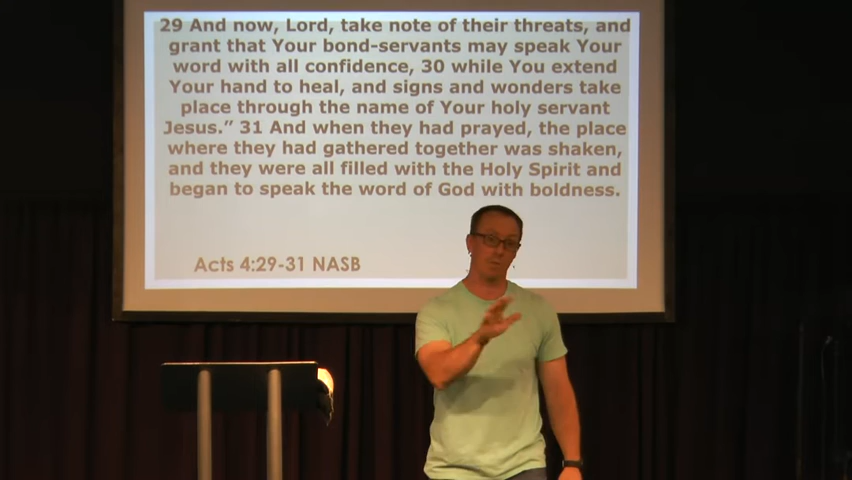 29 And now, Lord, take note of their threats, and
grant that Your bond-servants may speak Your
word with all confidence, 30 while You extend
Your hand to heal, and signs and wonders take
place through the name of Your holy servant
Jesus.” 31 And when they had prayed, the place
where they had gathered together was shaken,
and they were all filled with the Holy Spirit and
began to speak the word of God with boldness.
Acts 4:29-31 NASB